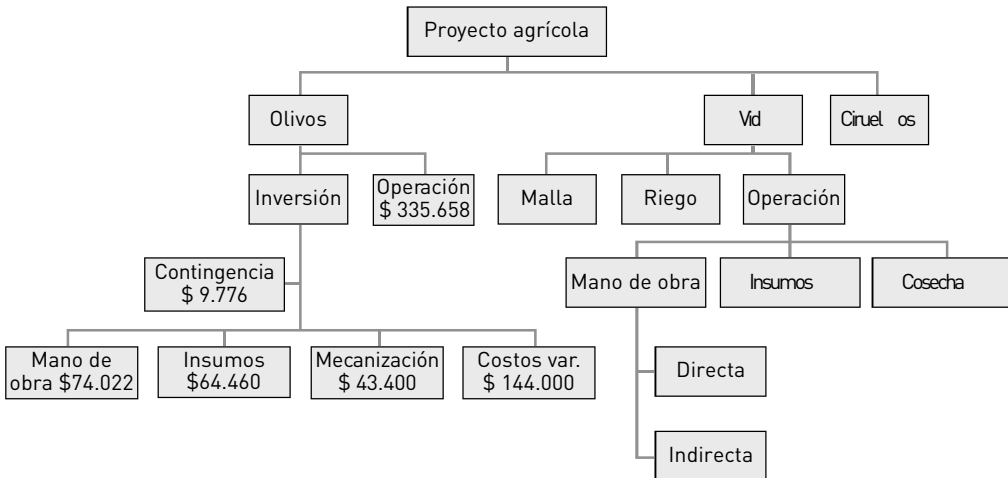 Proyecto agrícola
Olivos
Vid
Ciruel os
Inversión
Operación
$ 335.658
Malla
Riego
Operación
Contingencia
$ 9.776
Mano de obra
Insumos
Cosecha
Mano de
obra $74.022
Insumos
$64.460
Mecanización
$ 43.400
Costos var.
$ 144.000
Directa
Indirecta